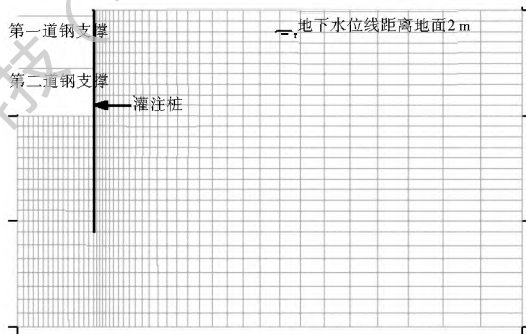 第一道钢支撑
地下水位线距离地面2 m
第二道钢支撑
灌注桩
技